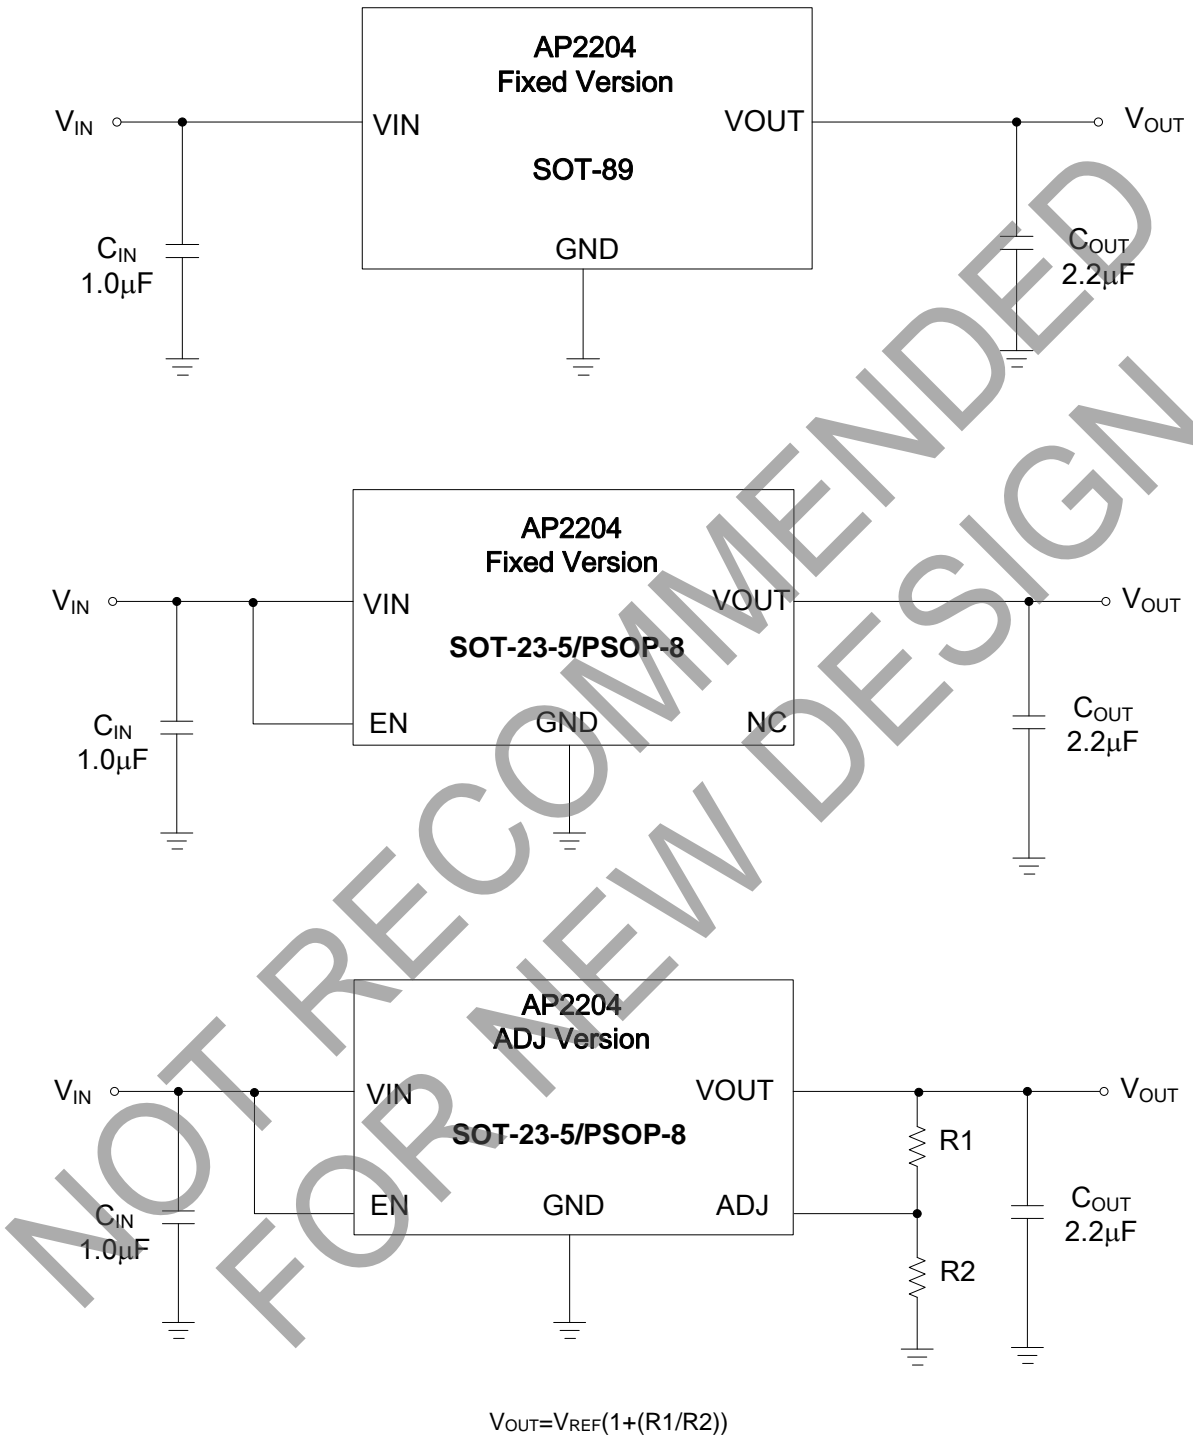 AP2204
Fixed Version
VIN
VIN
VOUT
VOUT
SOT-89
GND
CIN
1.0μF
COUT
2.2μF
AP2204
Fixed Version
VIN
VIN
VOUT
VOUT
SOT-23-5/PSOP-8
EN
GND
NC
CIN
1.0μF
COUT
2.2μF
AP2204
ADJ Version
VIN
VIN
VOUT
VOUT
SOT-23-5/PSOP-8
R1
EN
GND
ADJ
CIN
1.0μF
COUT
2.2μF
R2
VOUT=VREF(1+(R1/R2))
NOT RECOMMENDED
FOR NEW DESIGN